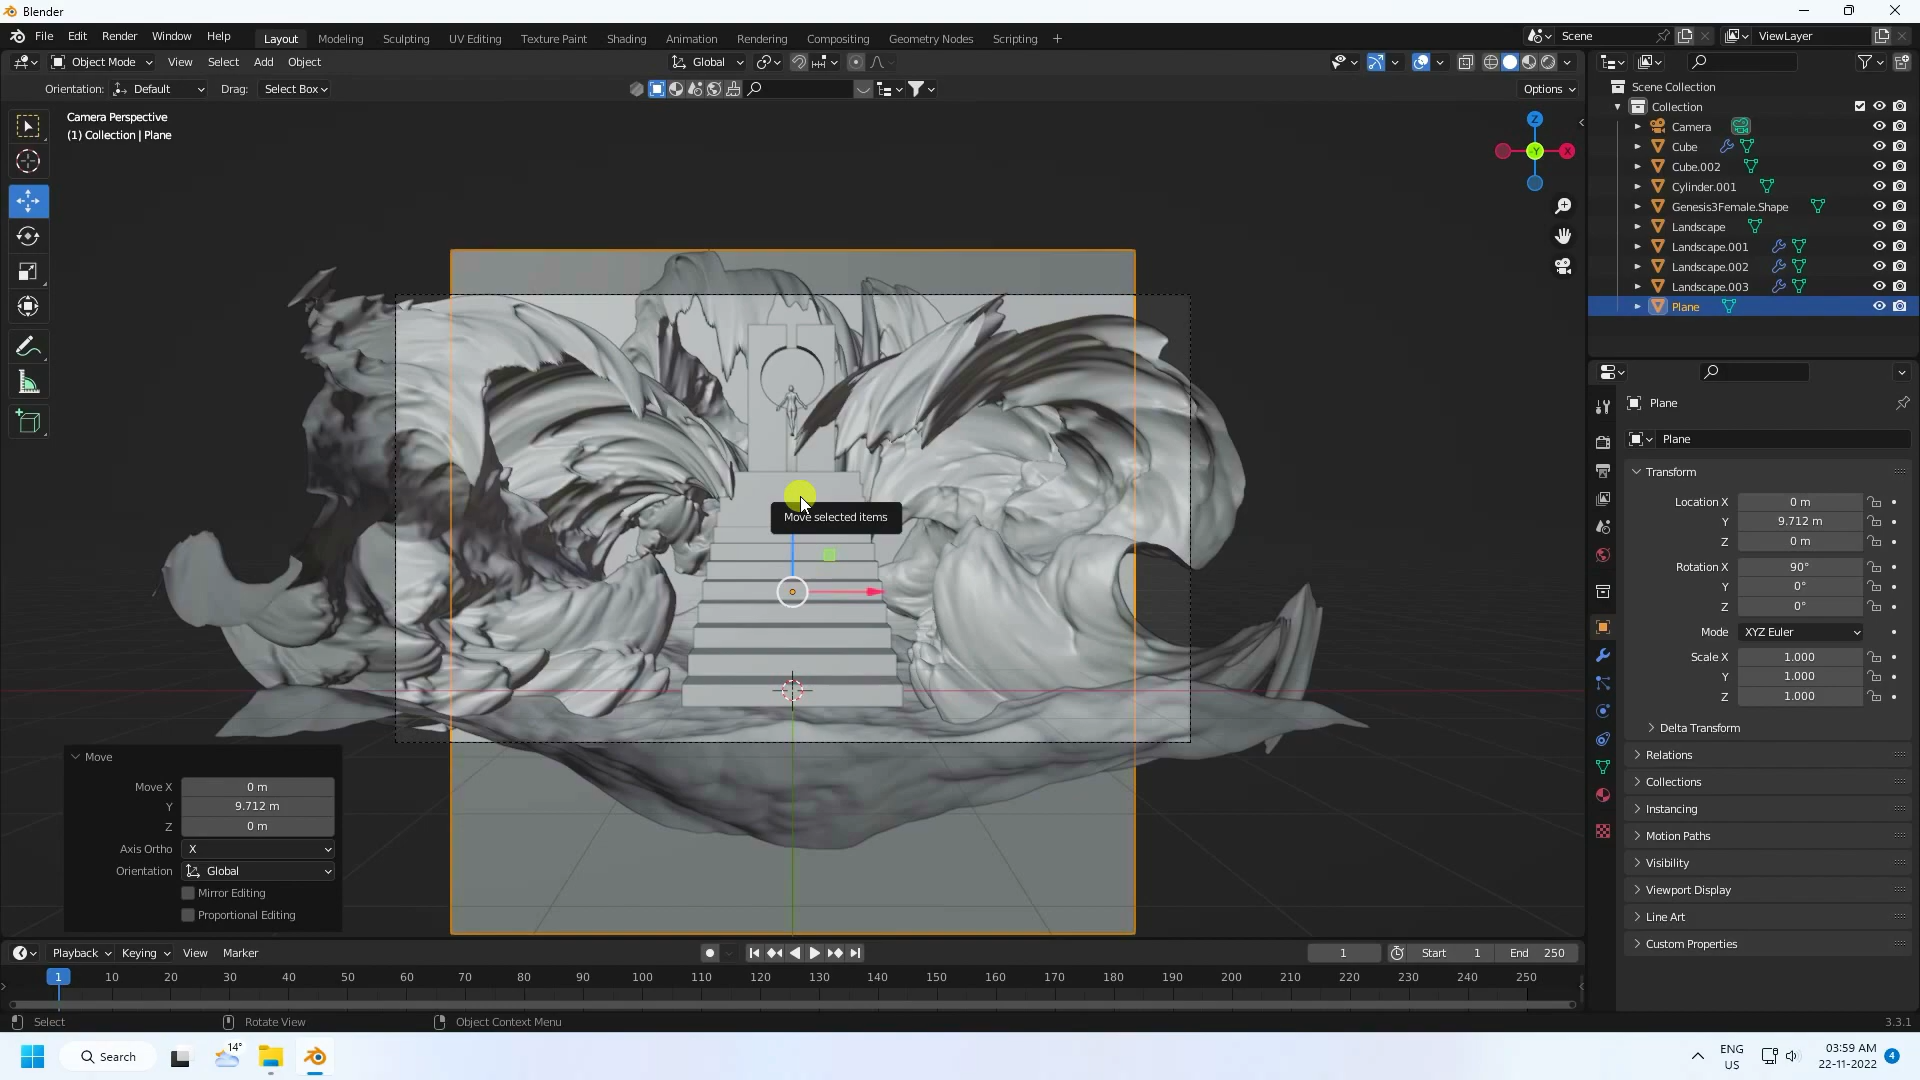 Blender
File Edit Render Window Help
Layout Modeling Sculpting UV Editing Texture Paint Shading Animation Rendering Compositing Geometry Nodes Scripting +
Scene
ViewLayer
Object Mode View Select Add Object
Global
Orientation: Default Drag: Select Box
Options
Camera Perspective
(1) Collection | Plane
Z
-Y
X
Move selected items
Scene Collection
Collection
Camera
Cube
Cube.002
Cylinder.001
Genesis3Female.Shape
Landscape
Landscape.001
Landscape.002
Landscape.003
Plane
Plane
Plane
Transform
Location X 0 m
Y 9.712 m
Z 0 m
Rotation X 90°
Y 0°
Z 0°
Mode XYZ Euler
Scale X 1.000
Y 1.000
Z 1.000
Delta Transform
Relations
Collections
Instancing
Motion Paths
Visibility
Viewport Display
Line Art
Custom Properties
Move
Move X 0 m
Y 9.712 m
Z 0 m
Axis Ortho X
Orientation Global
Mirror Editing
Proportional Editing
Playback Keying View Marker
1
Start 1 End 250
1 10 20 30 40 50 60 70 80 90 100 110 120 130 140 150 160 170 180 190 200 210 220 230 240 250
Select Rotate View Object Context Menu
3.3.1
Search
14°
ENG
US
03:59 AM
22-11-2022
4